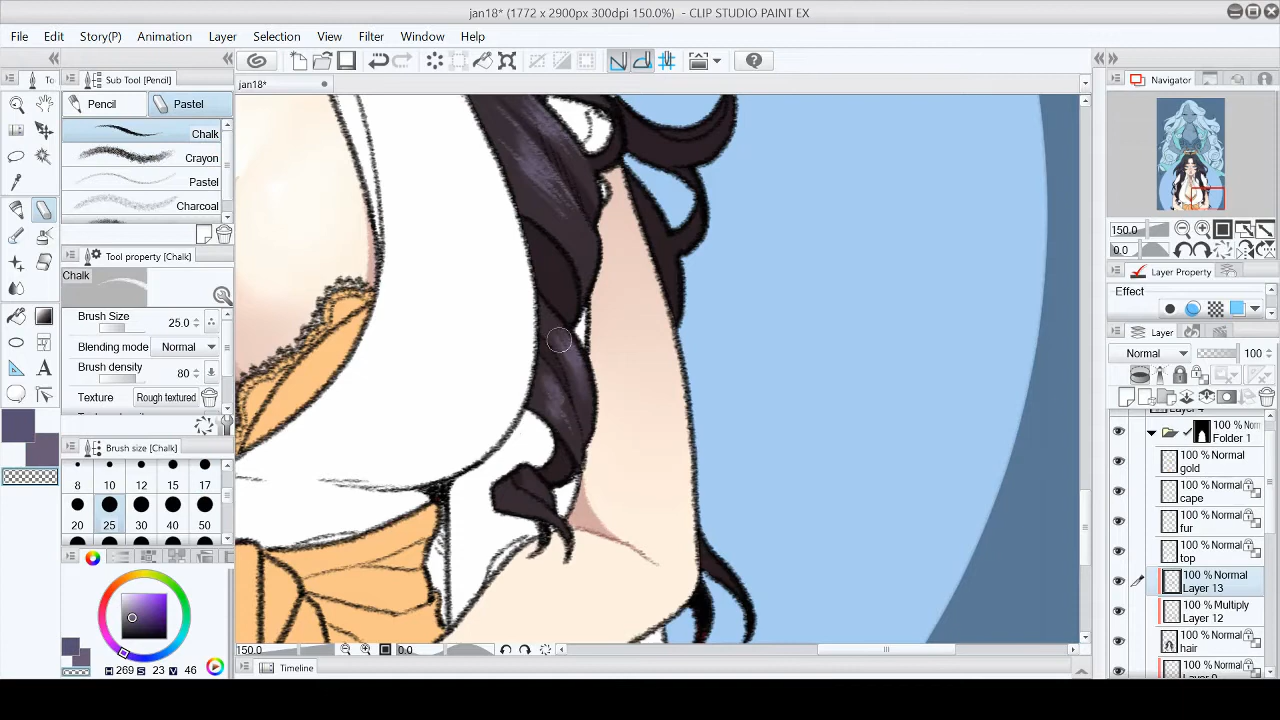 jan18* (1772 x 2900px 300dpi 150.0%) - CLIP STUDIO PAINT EX
File Edit Story(P) Animation Layer Selection View Filter Window Help
To
Sub Tool [Pencil]
jan18*
Navigator
Pencil
Pastel
Chalk
Crayon
Pastel
Charcoal
Tool property [Chalk]
Chalk
Brush Size
25.0
Blending mode Normal
Brush density
80
Texture Rough textured
Brush size [Chalk]
8 10 12 15 17
20 25 30 40 50
H 269 S 23 V 46
150.0
0.0
Timeline
150.0
0.0
Layer Property
Effect
Layer
Normal
100
100 % Norm
Folder 1
100 % Normal
gold
100 % Normal
cape
100 % Normal
fur
100 % Normal
top
100 % Normal
Layer 13
100 % Multiply
Layer 12
100 % Normal
hair
100 % Normal